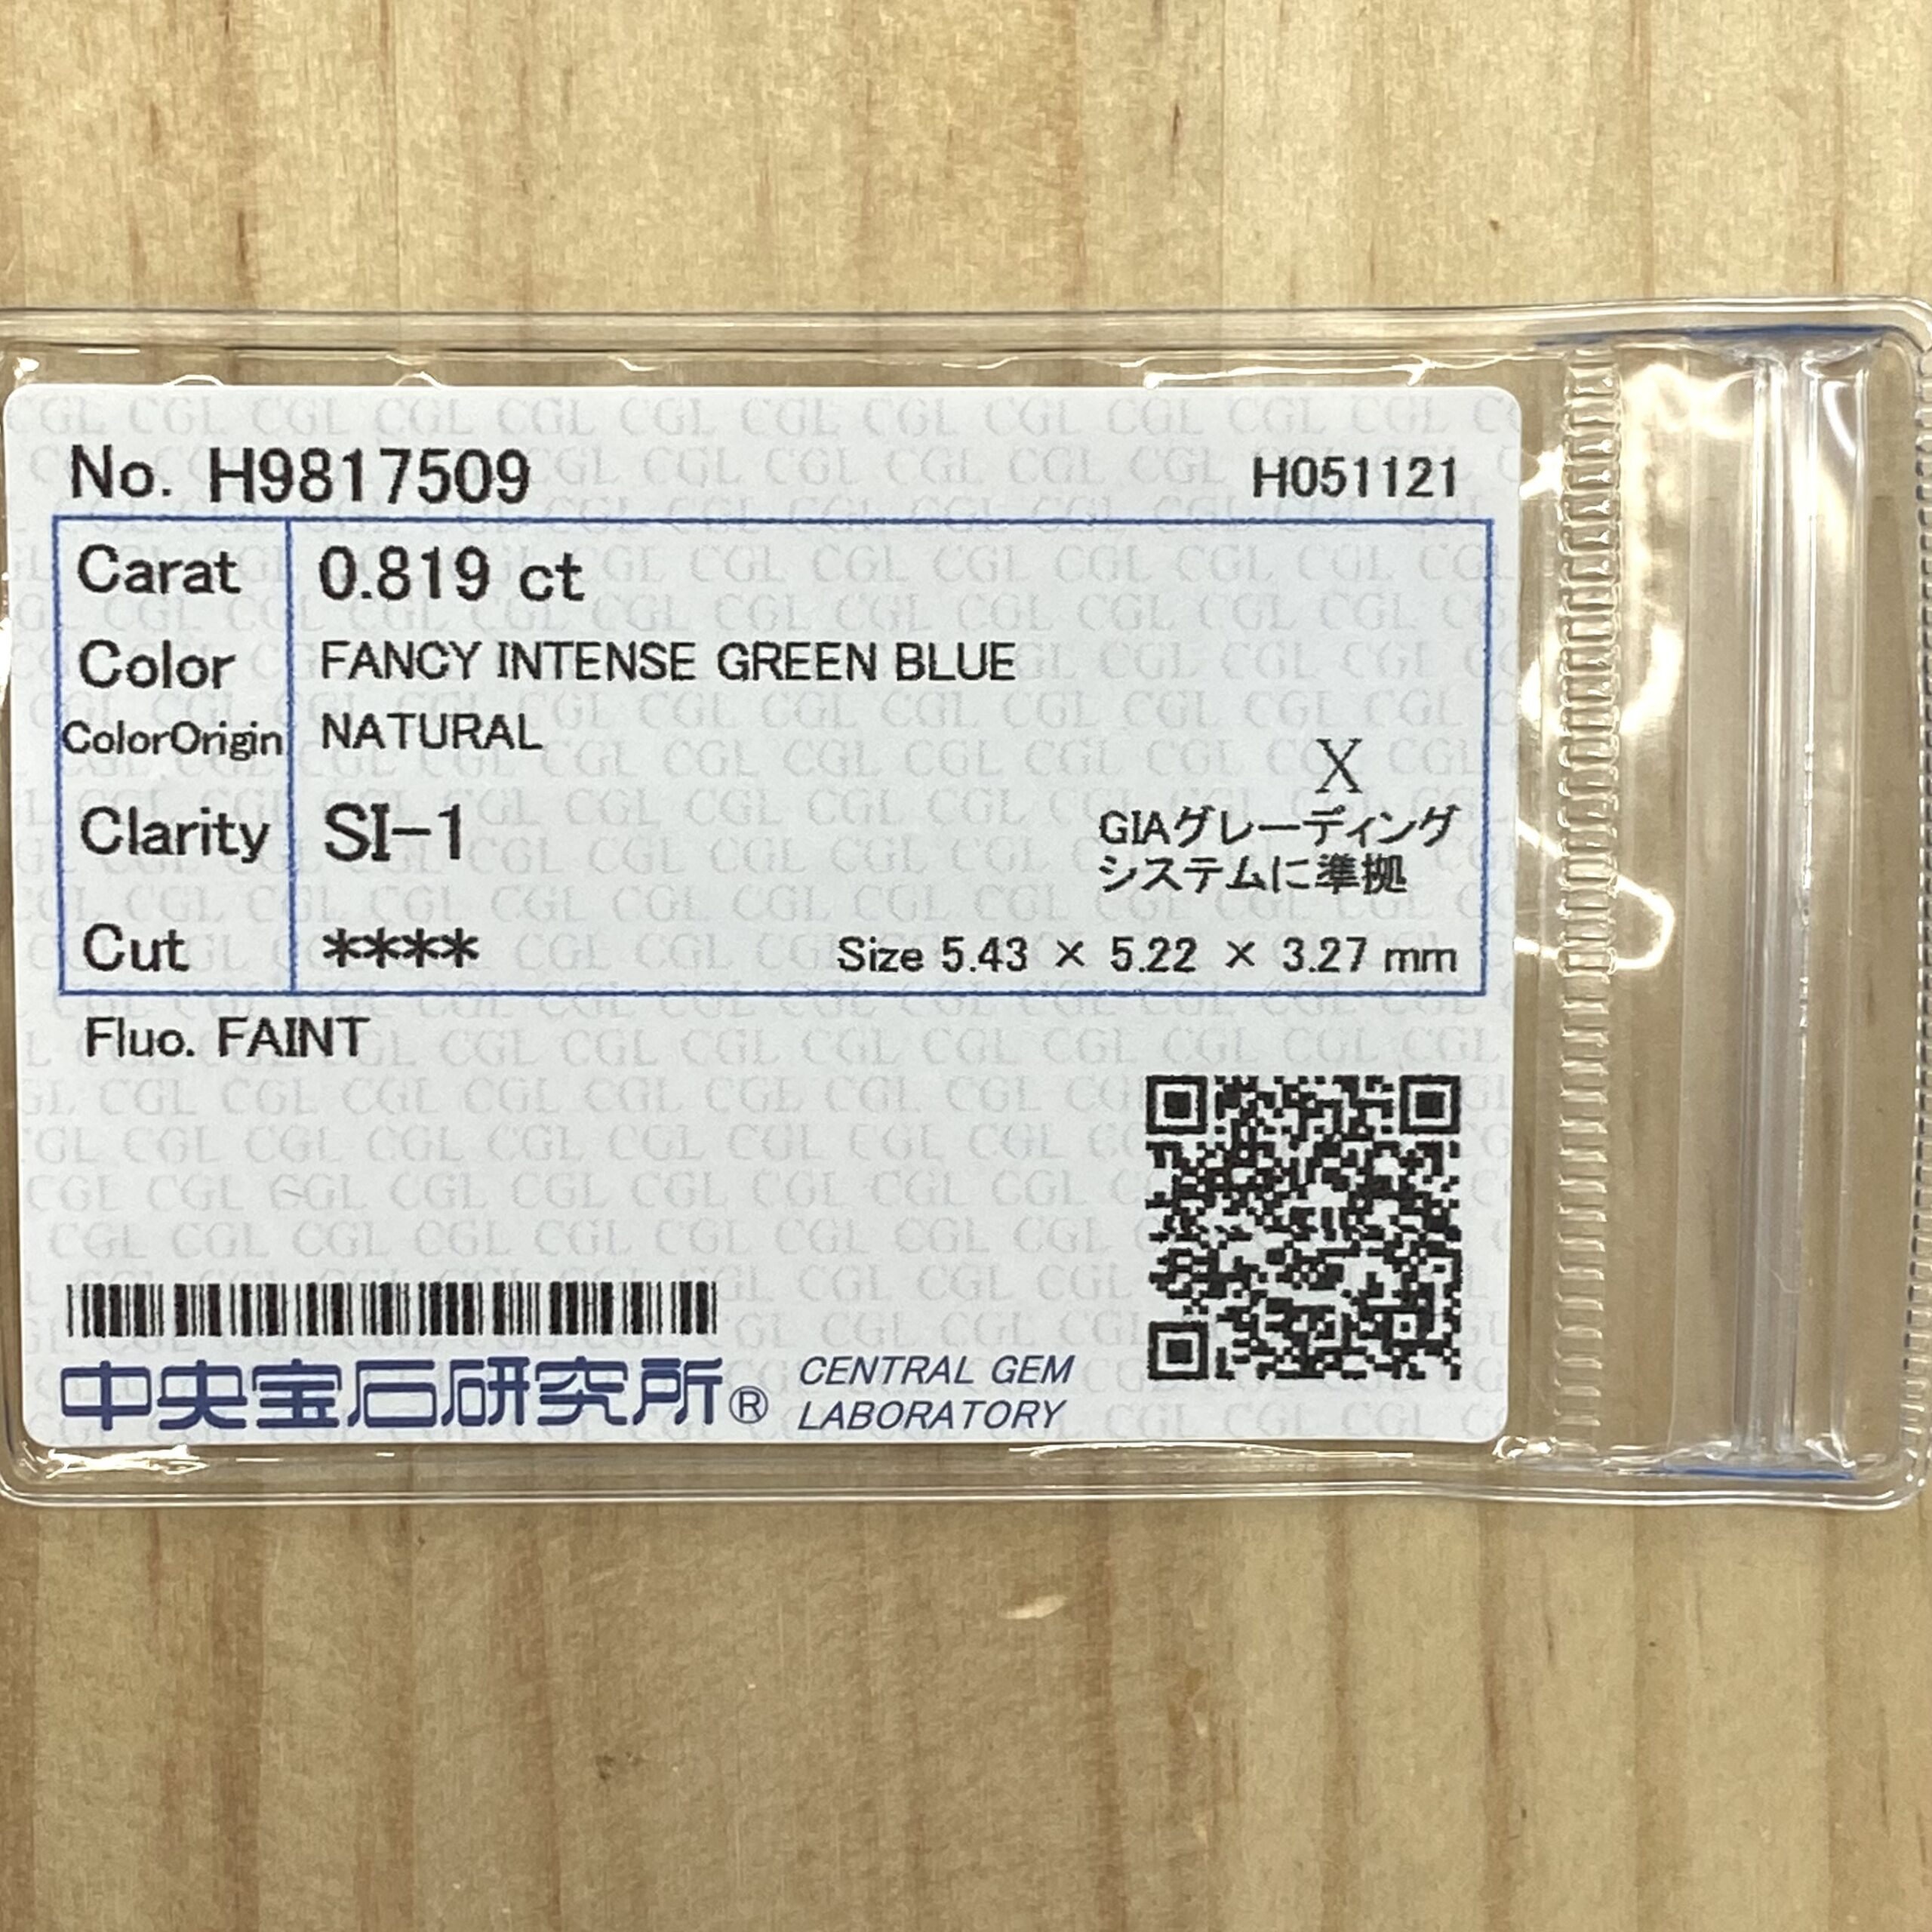 No. H9817509 H051121
Carat 0.819 ct
Color FANCY INTENSE GREEN BLUE
ColorOrigin NATURAL
X
Clarity SI-1 GIAグレーディング
システムに準拠
Cut **** Size 5.43 × 5.22 × 3.27 mm
Fluo. FAINT
中央宝石研究所® CENTRAL GEM
LABORATORY